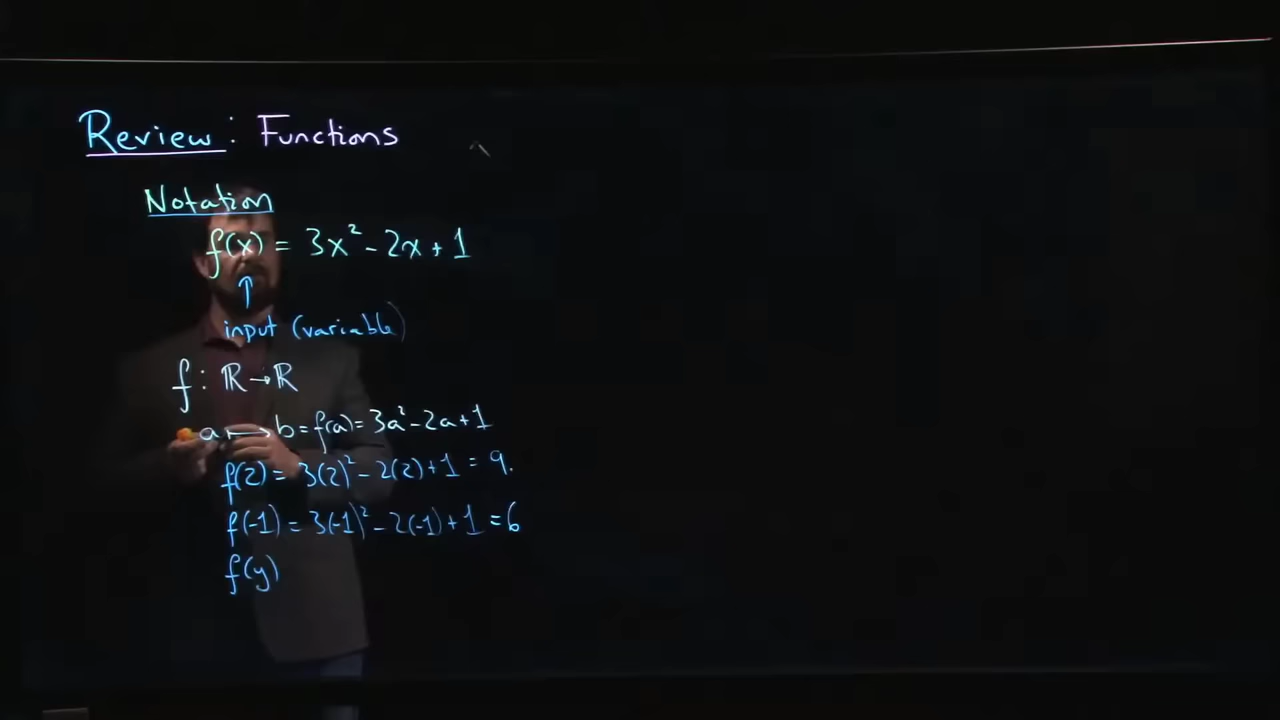 Review: Functions
Notation
f(x) = 3x² - 2x + 1
↑
input (variable)
f: ℝ→ℝ
a ⟼ b = f(a) = 3a² - 2a + 1
f(2) = 3(2)² - 2(2) + 1 = 9.
f(-1) = 3(-1)² - 2(-1) + 1 = 6
f(y)